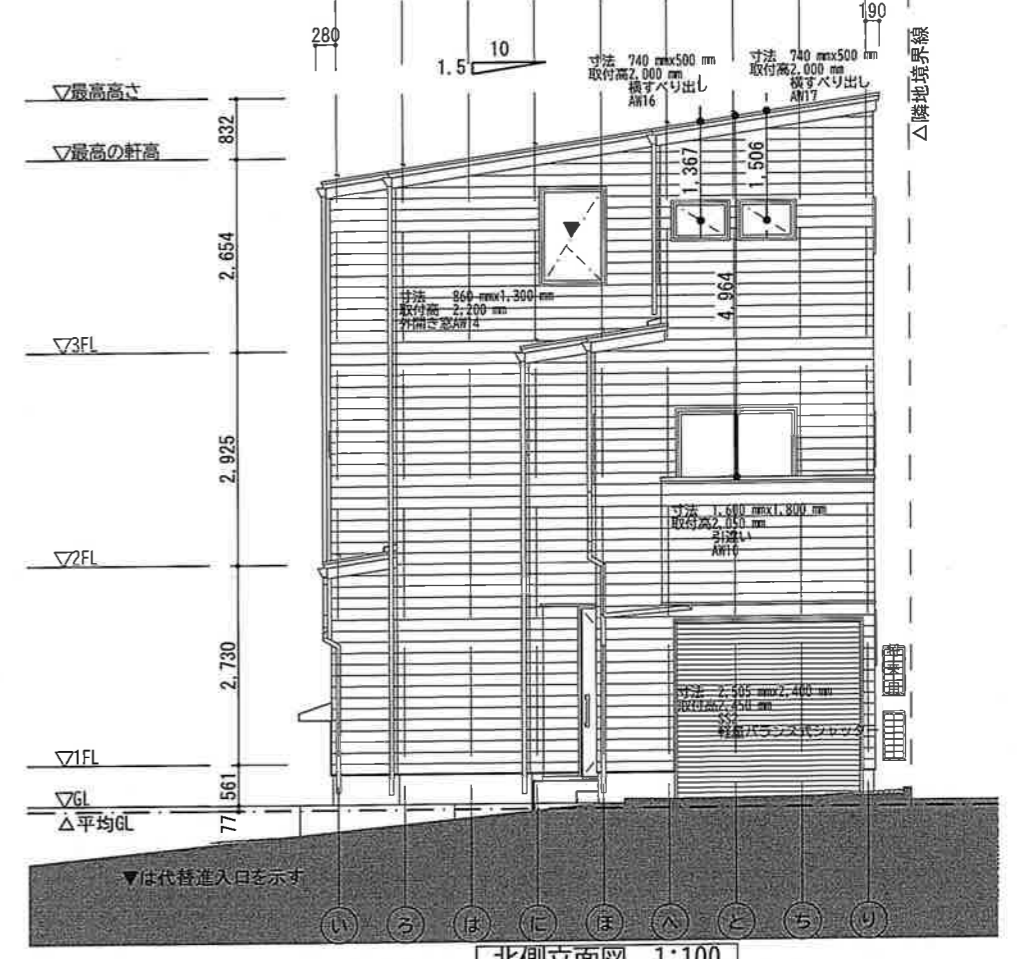 280
190
10
1.5
寸法 740 mmx500 mm
取付高2,000 mm
横すべり出し
AW16
寸法 740 mmx500 mm
取付高2,000 mm
横すべり出し
AW17
△隣地境界線
▽最高高さ
832
▽最高の軒高
2,654
1,367
1,506
4,964
寸法 860 mmx1,300 mm
取付高 2,200 mm
外開き窓AW14
▽3FL
2,925
寸法 1,600 mmx1,800 mm
取付高2,050 mm
引違い
AW10
▽2FL
2,730
寸法 2,505 mmx2,400 mm
取付高2,450 mm
SS2
軽量バランス式シャッター
▽1FL
561
▽GL
△平均GL
77
▼は代替進入口を示す
い ろ は に ほ へ と ち り
北側立面図 1:100